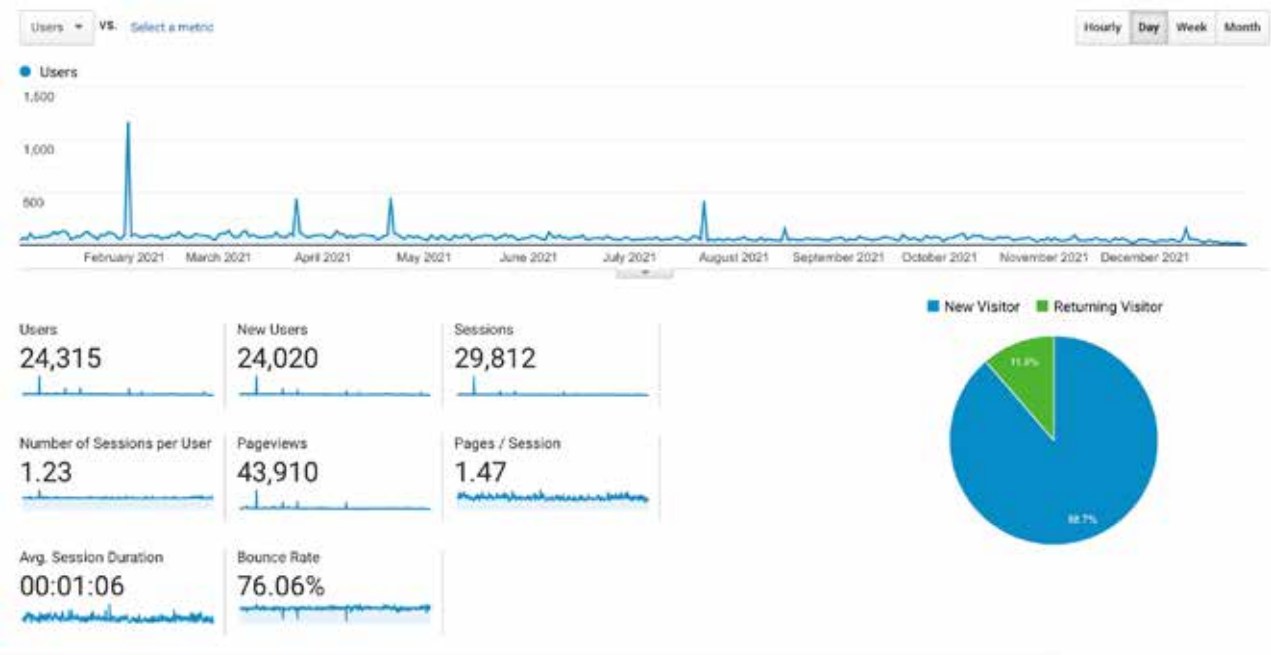 Users VS. Select a metric
Hourly Day Week Month
Users
1,500
1,000
500
February 2021 March 2021 April 2021 May 2021 June 2021 July 2021 August 2021 September 2021 October 2021 November 2021 December 2021
New Visitor Returning Visitor
Users New Users Sessions
24,315 24,020 29,812
Number of Sessions per User Pageviews Pages / Session
1.23 43,910 1.47
Avg. Session Duration Bounce Rate
00:01:06 76.06%
88.7%